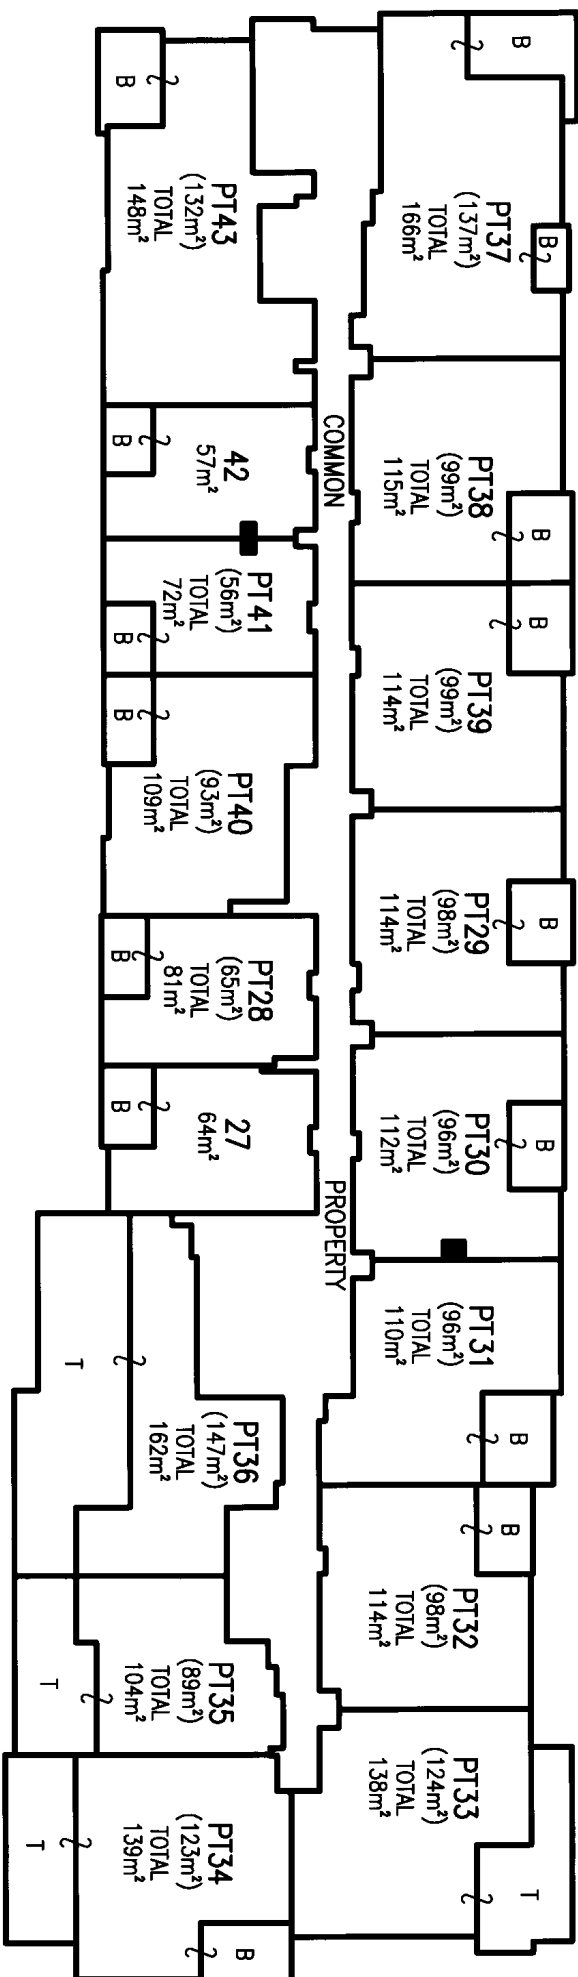 B
PT37
(137m²)
TOTAL
166m²
B
PT38
(99m²)
TOTAL
115m²
B
PT39
(99m²)
TOTAL
114m²
B
PT29
(98m²)
TOTAL
114m²
B
PT30
(96m²)
TOTAL
112m²
B
PT31
(96m²)
TOTAL
110m²
B
PT32
(98m²)
TOTAL
114m²
B
PT33
(124m²)
TOTAL
138m²
T
COMMON
PROPERTY
B
PT43
(132m²)
TOTAL
148m²
42
57m²
B
PT41
(56m²)
TOTAL
72m²
B
PT40
(93m²)
TOTAL
109m²
B
PT28
(65m²)
TOTAL
81m²
B
27
64m²
B
PT36
(147m²)
TOTAL
162m²
T
PT35
(89m²)
TOTAL
104m²
T
PT34
(123m²)
TOTAL
139m²
T
B